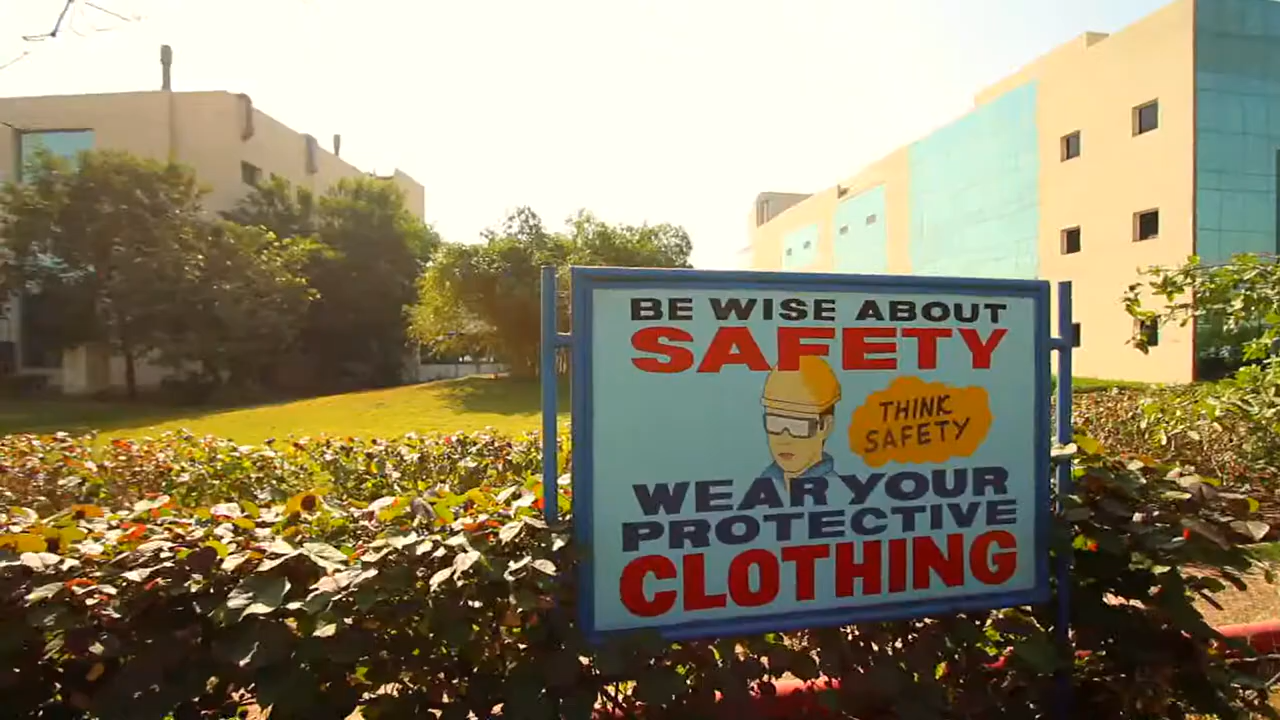 BE WISE ABOUT
SAFETY
THINK
SAFETY
WEAR YOUR
PROTECTIVE
CLOTHING